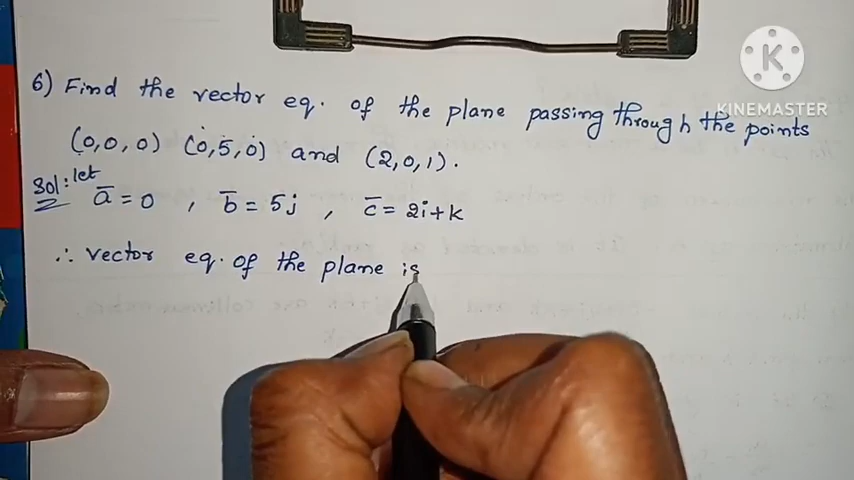 K
KINEMASTER
6) Find the vector eq. of the plane passing through the points
(0,0,0) (0,5,0) and (2,0,1).
Sol: let
a̅ = 0 , b̅ = 5j , c̅ = 2i+k
∴ vector eq. of the plane is